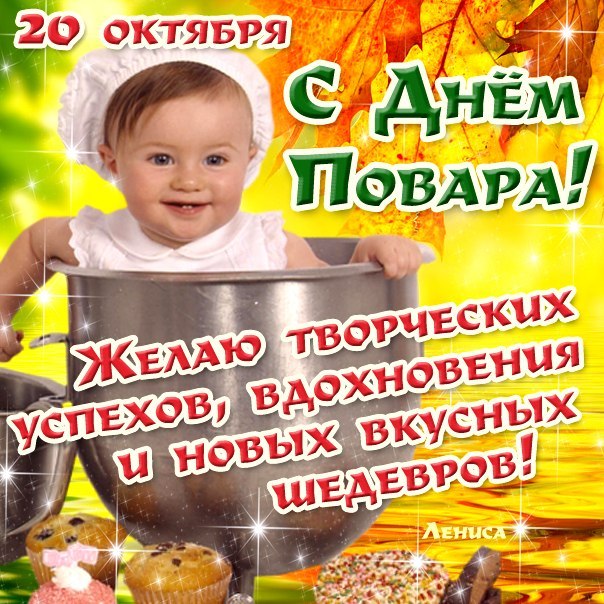 20 октября
С Днём
Повара!
Желаю творческих
успехов, вдохновения
и новых вкусных
шедевров!
Лениса